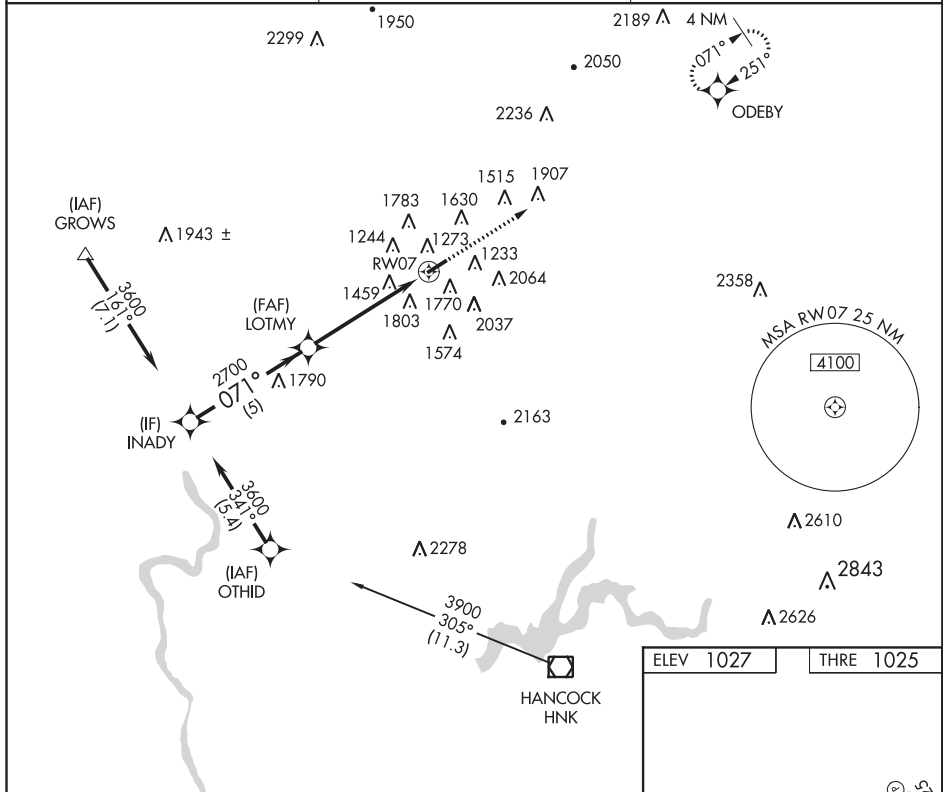 1950
2299
2189
4 NM
071°
251°
ODEBY
2050
2236
(IAF)
GROWS
1943 ±
1783
1630
1515
1907
1244
1273
RW07
1233
1459
2064
1803
1770
2037
1574
2358
3600
161°
(7.1)
(FAF)
LOTMY
2700
071°
(5)
1790
MSA RW07 25 NM
4100
(IF)
INADY
2163
3600
341°
(5.4)
(IAF)
OTHID
2278
2610
2843
2626
3900
305°
(11.3)
HANCOCK
HNK
ELEV 1027
THRE 1025